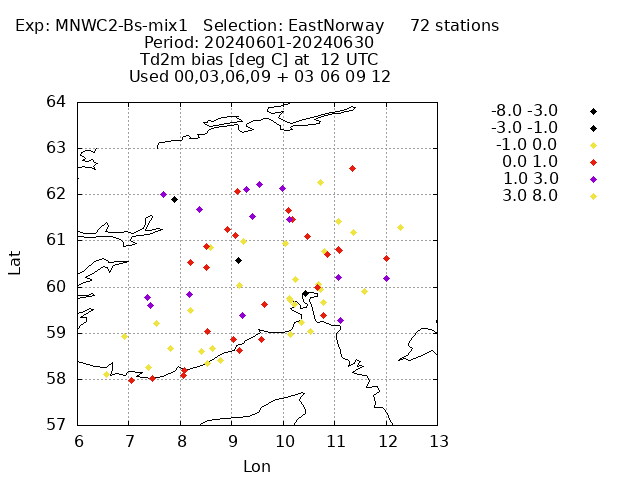 Exp: MNWC2-Bs-mix1   Selection: EastNorway     72 stations
Period: 20240601-20240630
Td2m bias [deg C] at  12 UTC
Used 00,03,06,09 + 03 06 09 12
-8.0 -3.0
-3.0 -1.0
-1.0 0.0
0.0 1.0
1.0 3.0
3.0 8.0
64
63
62
61
60
59
58
57
Lat
6 7 8 9 10 11 12 13
Lon